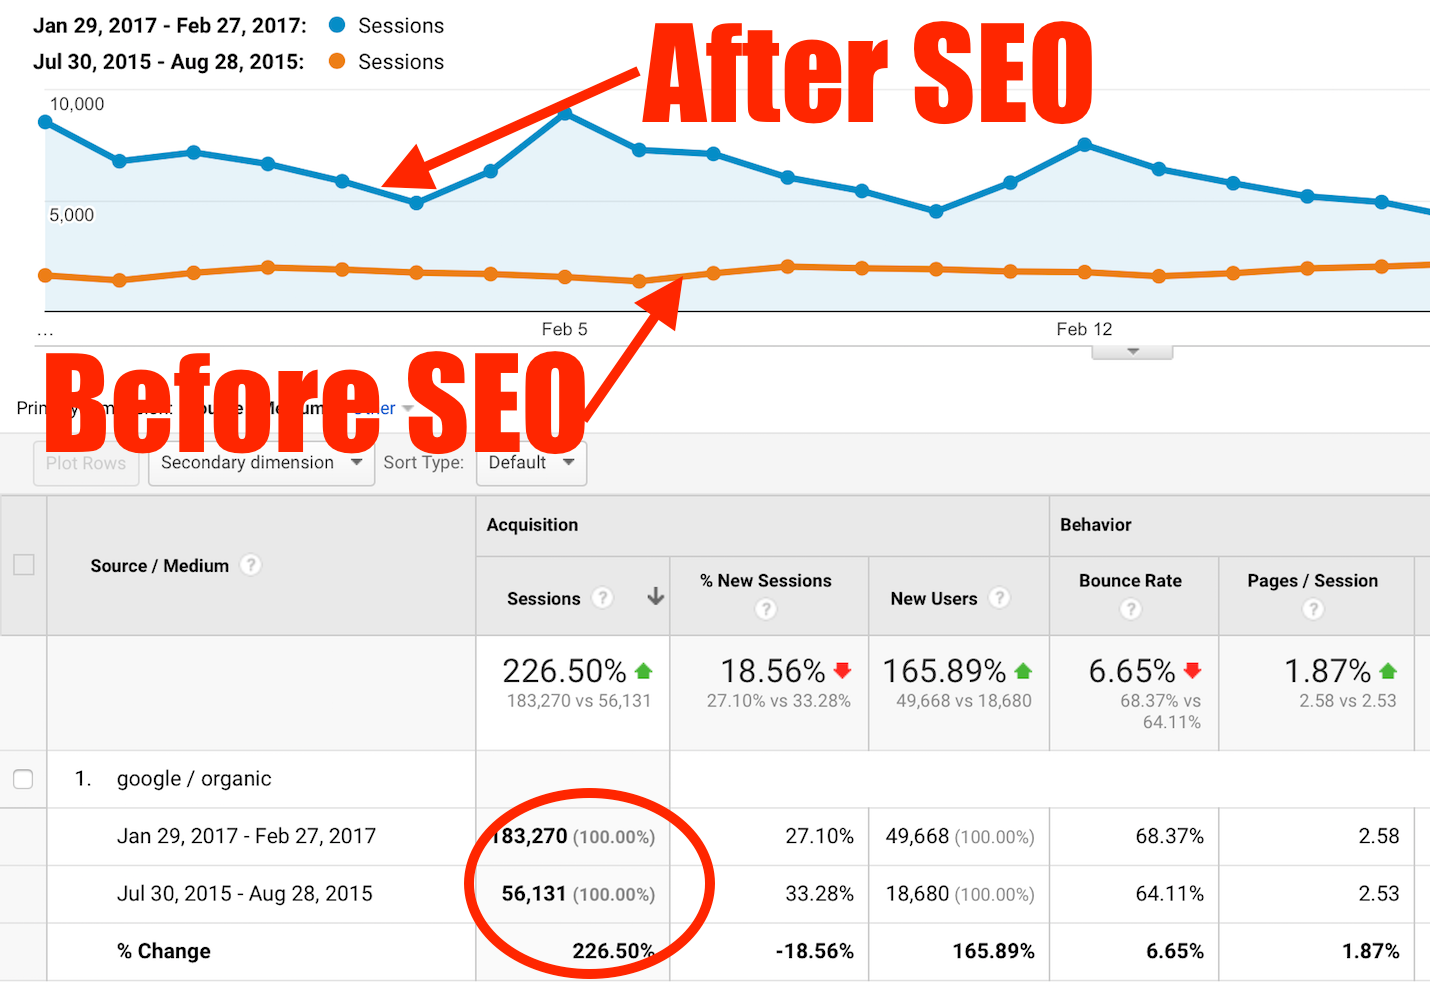 Jan 29, 2017 - Feb 27, 2017: Sessions
Jul 30, 2015 - Aug 28, 2015: Sessions
After SEO
10,000
5,000
... Feb 5 Feb 12
Before SEO
Plot Rows Secondary dimension Sort Type: Default
Acquisition Behavior
Source / Medium ? Sessions ? % New Sessions ? New Users ? Bounce Rate ? Pages / Session ?
226.50% 18.56% 165.89% 6.65% 1.87%
183,270 vs 56,131 27.10% vs 33.28% 49,668 vs 18,680 68.37% vs 64.11% 2.58 vs 2.53
1. google / organic
Jan 29, 2017 - Feb 27, 2017 183,270 (100.00%) 27.10% 49,668 (100.00%) 68.37% 2.58
Jul 30, 2015 - Aug 28, 2015 56,131 (100.00%) 33.28% 18,680 (100.00%) 64.11% 2.53
% Change 226.50% -18.56% 165.89% 6.65% 1.87%